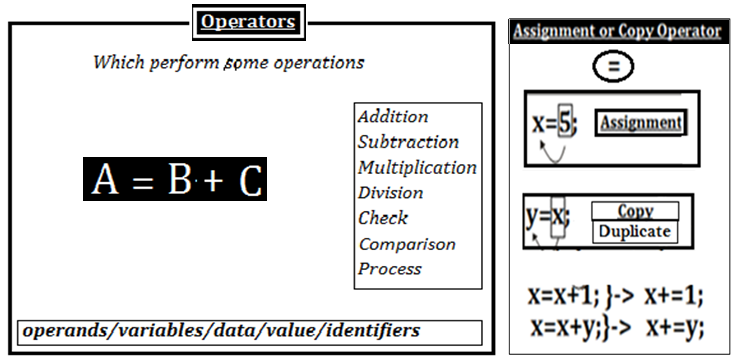 Operators
Which perform some operations
A = B + C
Addition
Subtraction
Multiplication
Division
Check
Comparison
Process
operands/variables/data/value/identifiers
Assignment or Copy Operator
=
x=5; Assignment
y=x; Copy
Duplicate
x=x+1; }-> x+=1;
x=x+y;}-> x+=y;